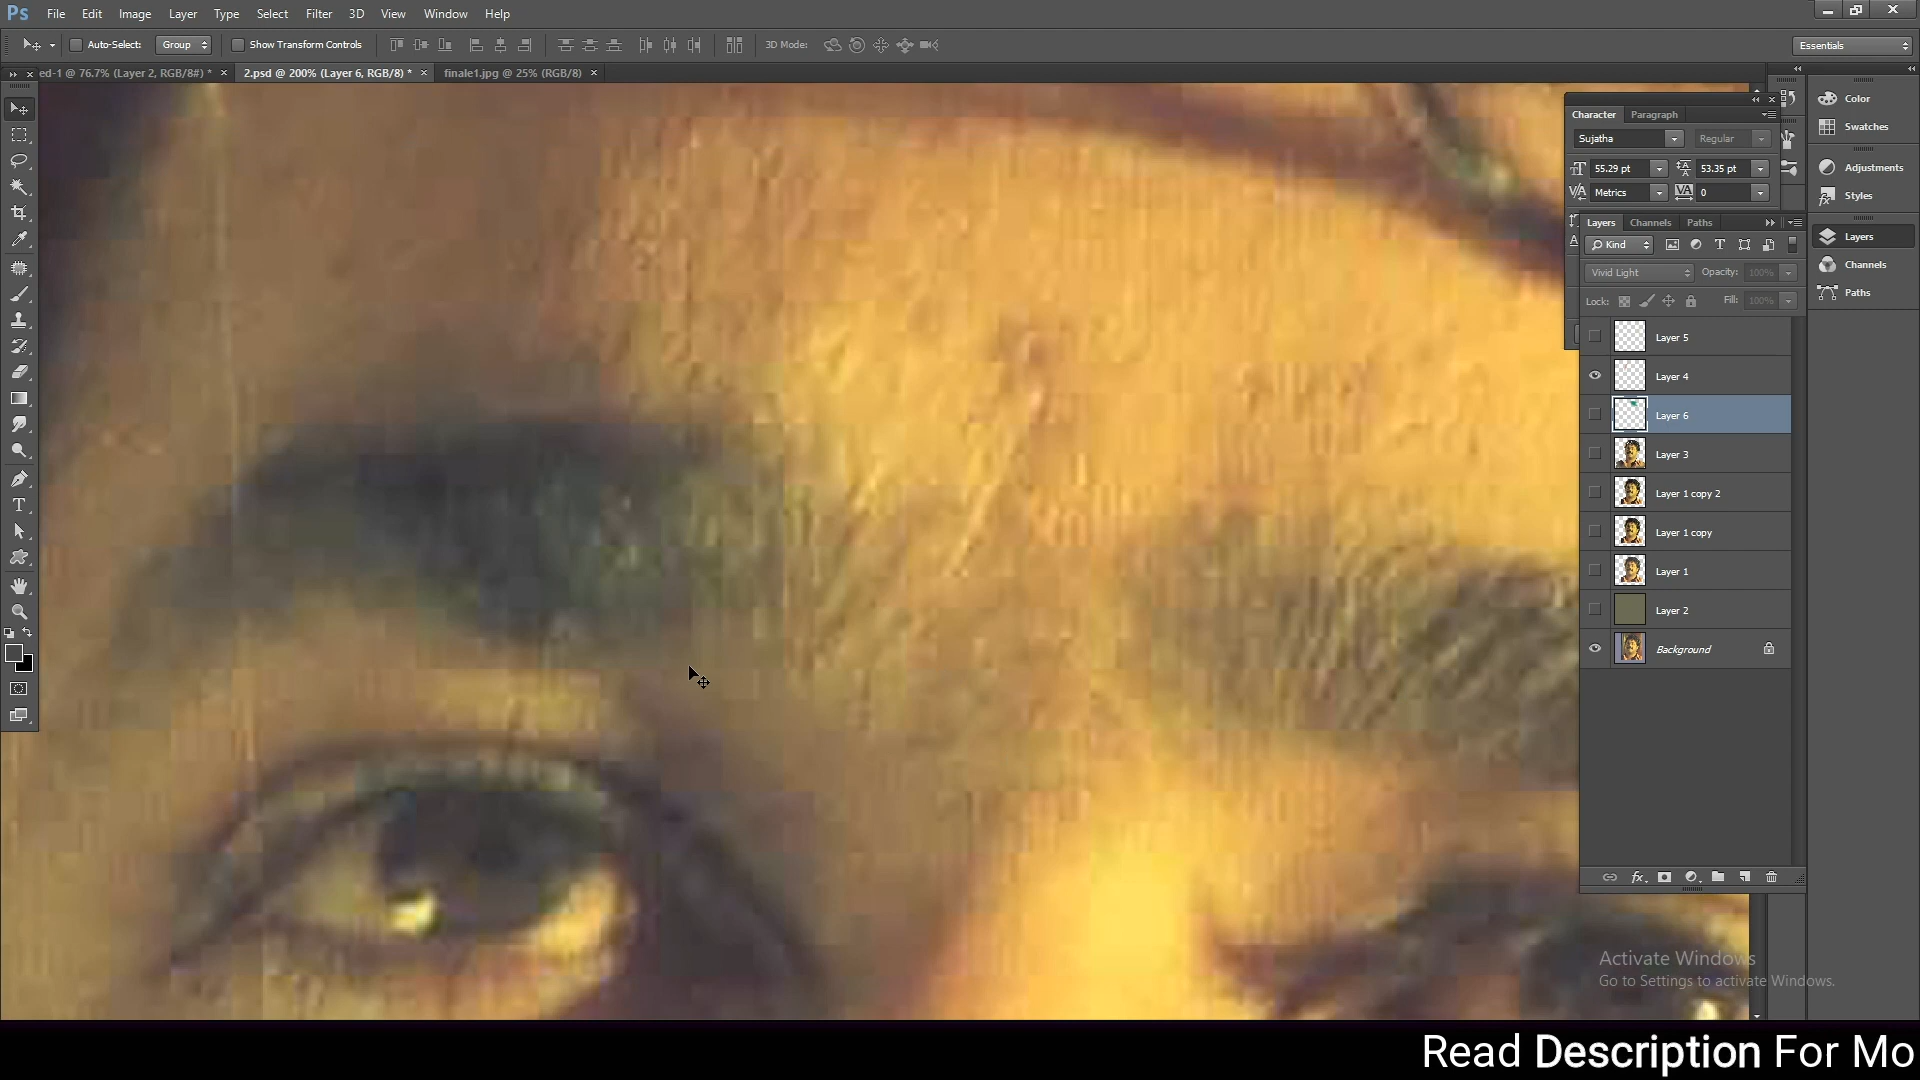 Ps File Edit Image Layer Type Select Filter 3D View Window Help
Auto-Select: Group Show Transform Controls 3D Mode: Essentials
ed-1 @ 76.7% (Layer 2, RGB/8#) * × 2.psd @ 200% (Layer 6, RGB/8) * × finale1.jpg @ 25% (RGB/8) ×
Character Paragraph
Sujatha Regular
55.29 pt 53.35 pt
Metrics 0
Layers Channels Paths
Kind
Vivid Light Opacity: 100%
Lock: Fill: 100%
Layer 5
Layer 4
Layer 6
Layer 3
Layer 1 copy 2
Layer 1 copy
Layer 1
Layer 2
Background
Color
Swatches
Adjustments
Styles
Layers
Channels
Paths
Activate Windows
Go to Settings to activate Windows.
Read Description For Mo